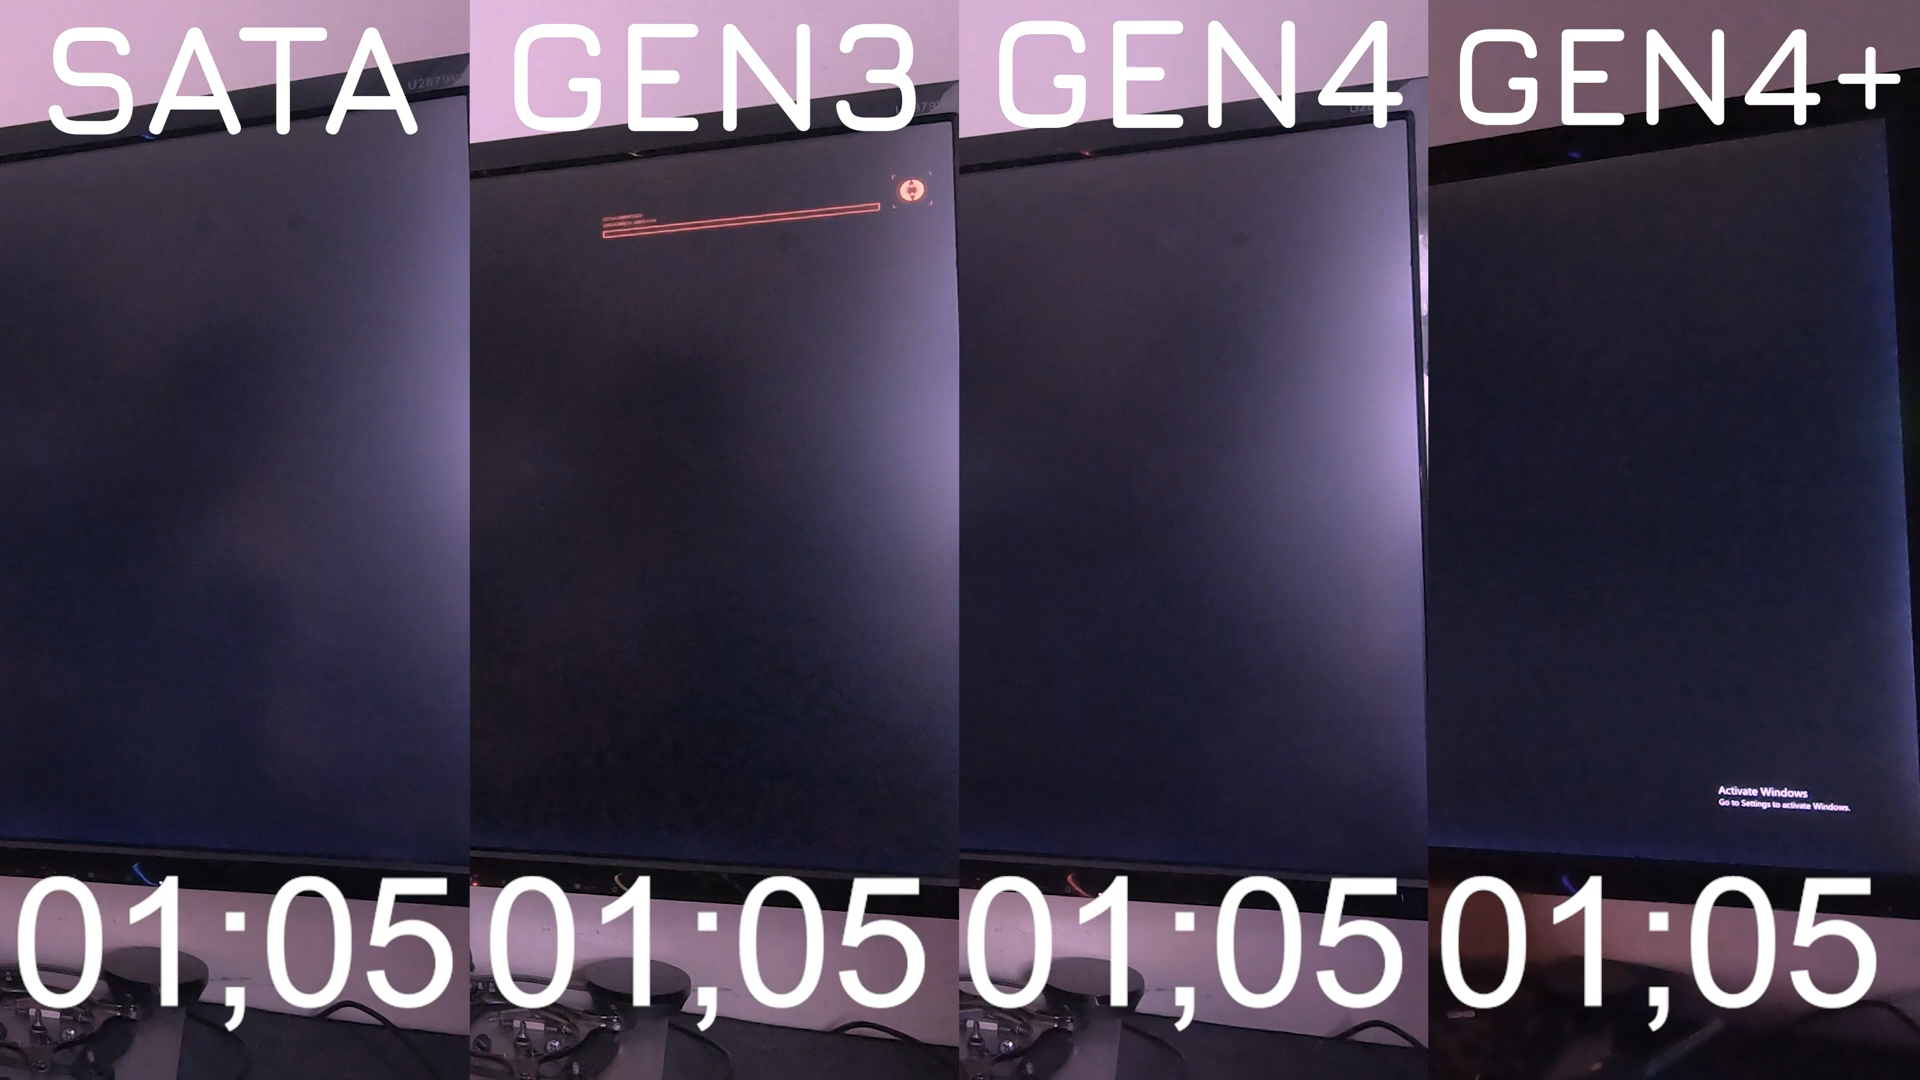 SATA
GEN3
GEN4
GEN4+
Activate Windows
Go to Settings to activate Windows.
01;05
01;05
01;05
01;05